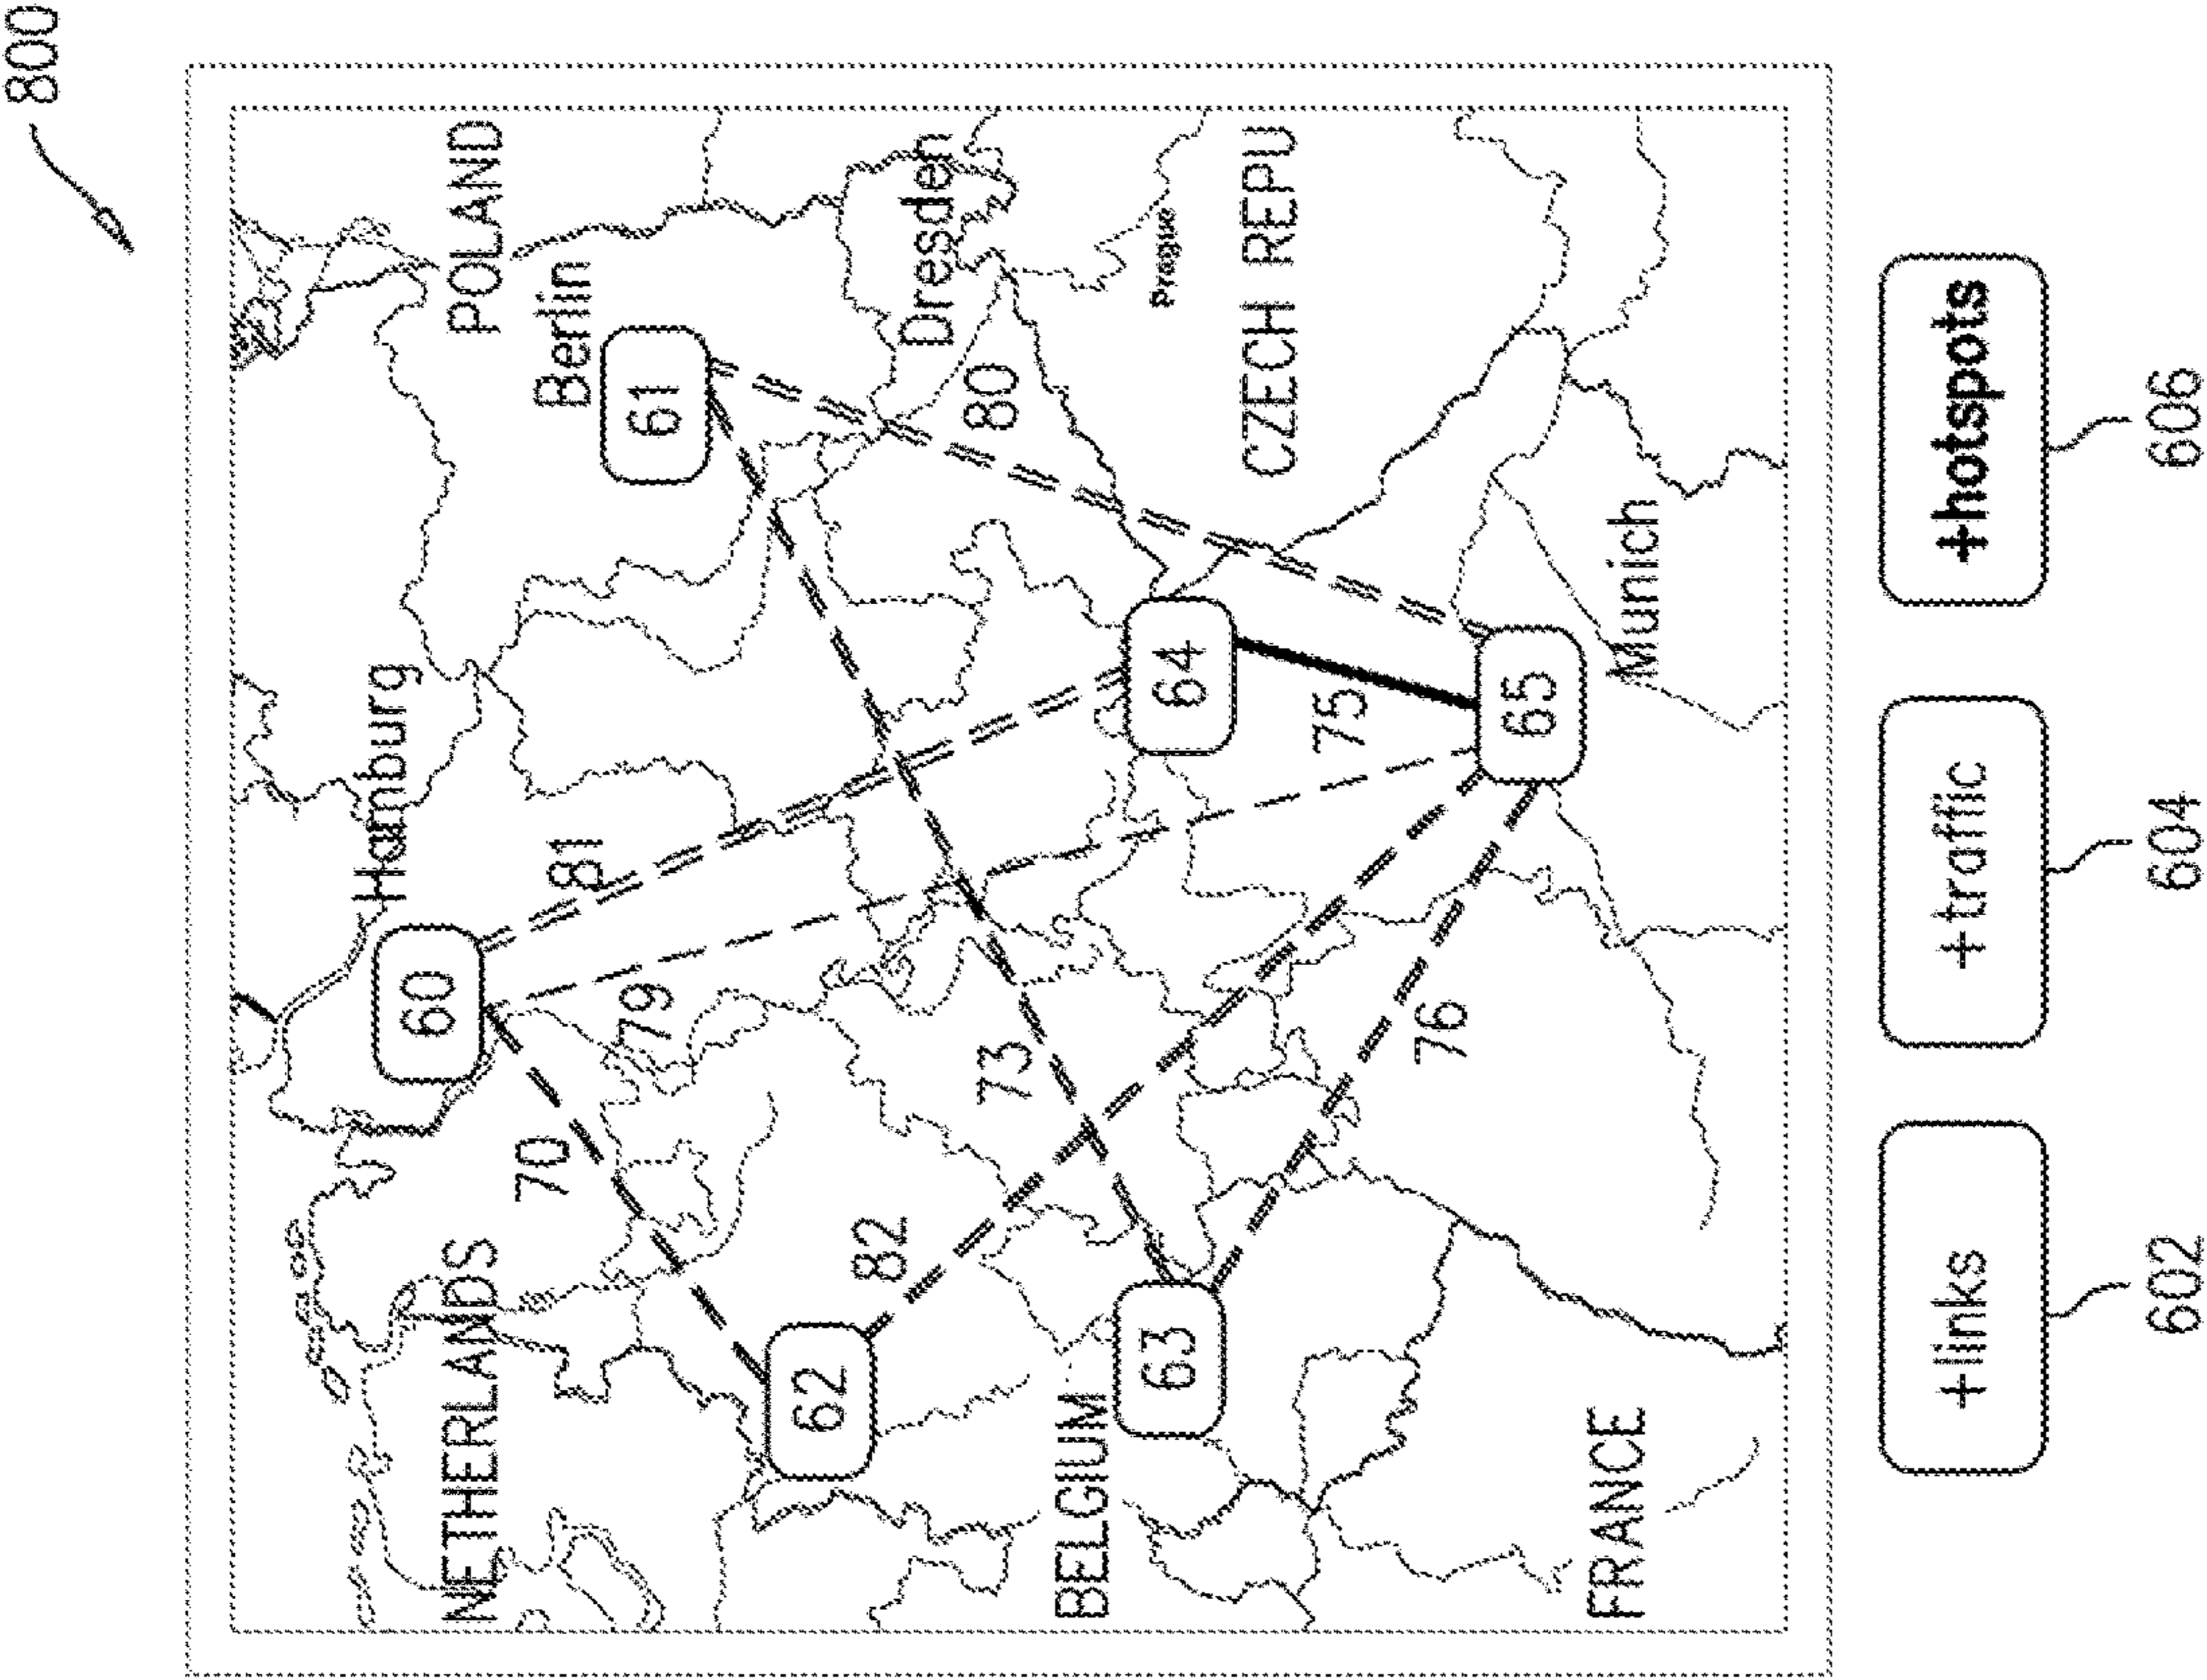 800
POLAND
Berlin
Hamburg
60
61
81
Dresden
80
79
70
NETHERLANDS
Prague
CZECH REPU
73
82
62
64
75
76
63
BELGIUM
65
Munich
FRANCE
+links
+traffic
+hotspots
602
604
606